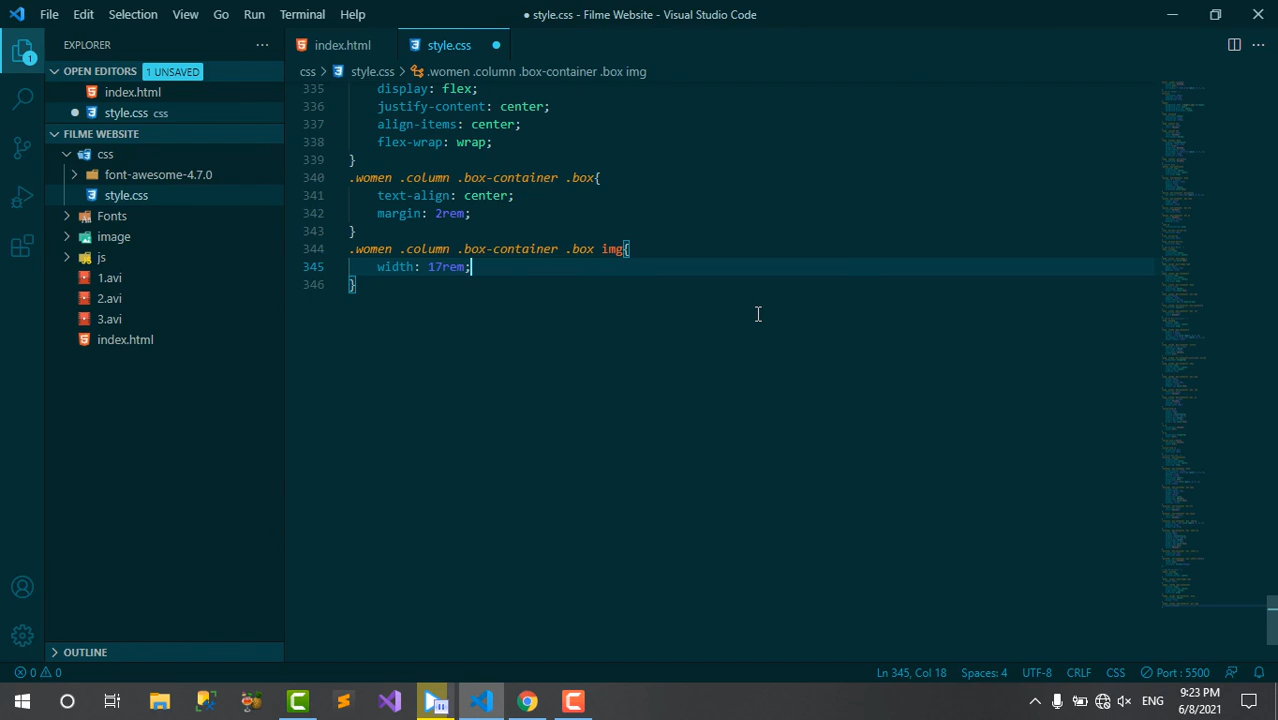 File Edit Selection View Go Run Terminal Help
● style.css - Filme Website - Visual Studio Code
EXPLORER ...
index.html
style.css
OPEN EDITORS 1 UNSAVED
css > style.css > .women .column .box-container .box img
index.html
style.css css
FILME WEBSITE
css
font-awesome-4.7.0
style.css
Fonts
image
js
1.avi
2.avi
3.avi
index.html
OUTLINE
335 display: flex;
336 justify-content: center;
337 align-items: center;
338 flex-wrap: wrap;
339 }
340 .women .column .box-container .box{
341 text-align: center;
342 margin: 2rem;
343 }
344 .women .column .box-container .box img{
345 width: 17rem;
346 }
1
0 0
Ln 345, Col 18 Spaces: 4 UTF-8 CRLF CSS Port : 5500
ENG
9:23 PM
6/8/2021